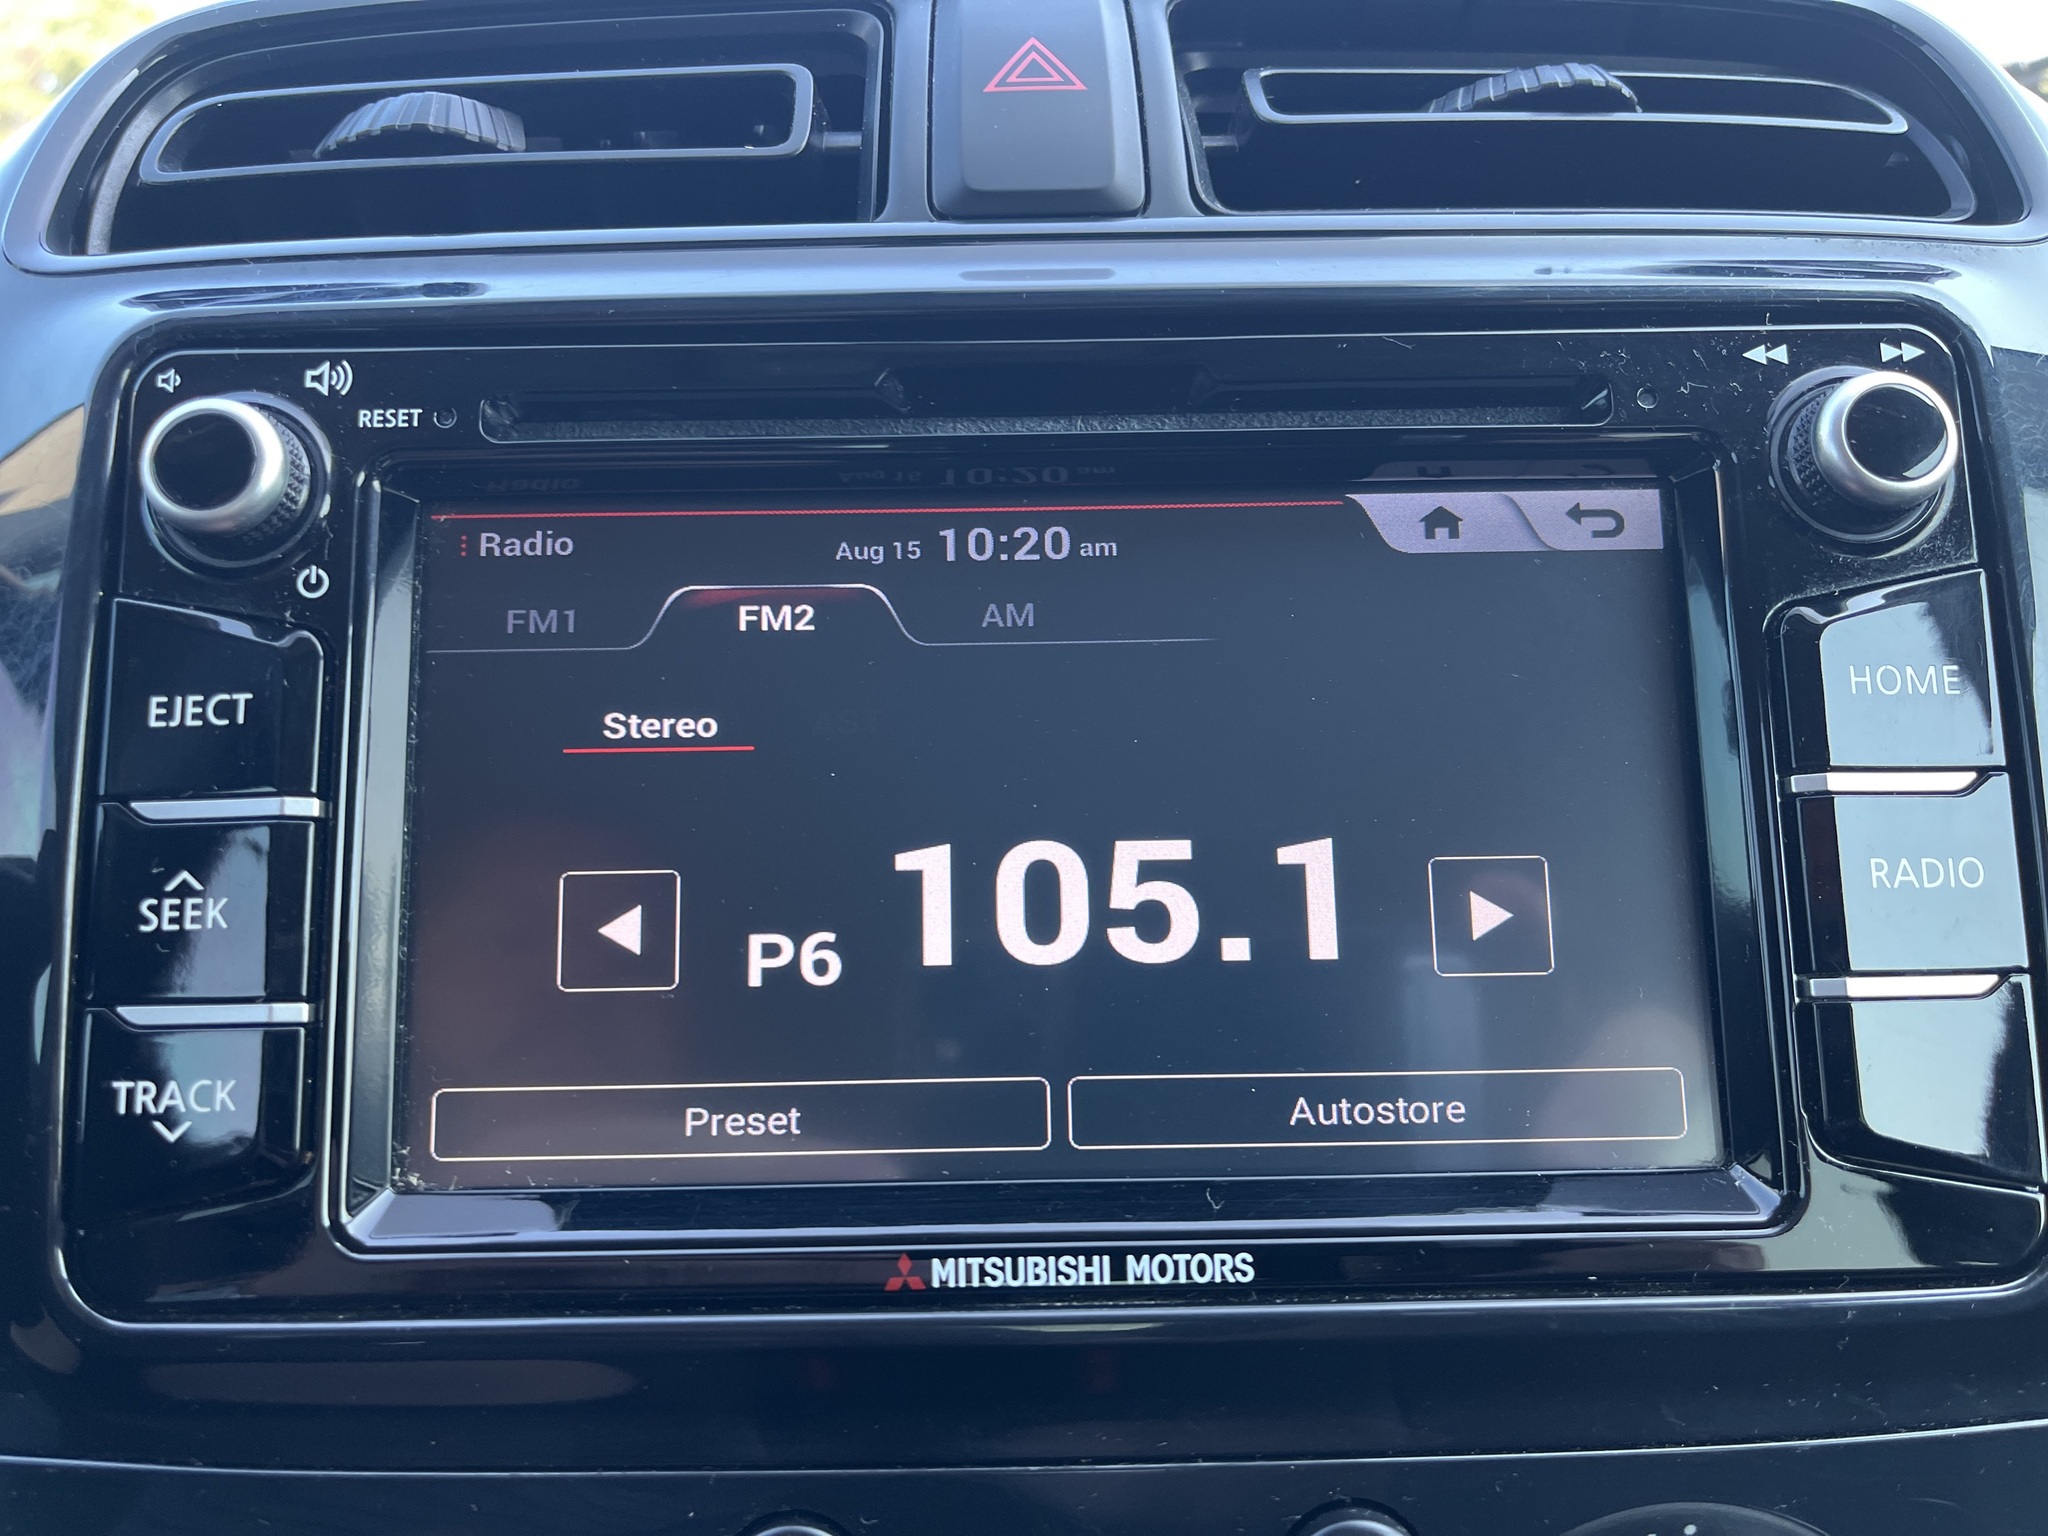 RESET
Radio
Aug 15 10:20 am
FM1
FM2
AM
Stereo
P6
105.1
Preset
Autostore
EJECT
SEEK
TRACK
HOME
RADIO
MITSUBISHI MOTORS